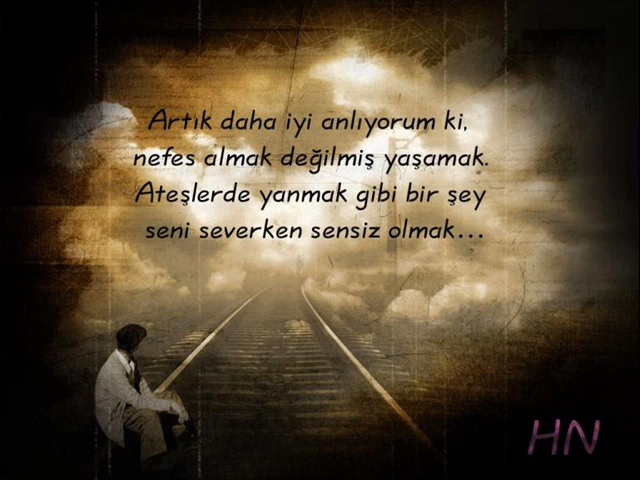 Artık daha iyi anlıyorum ki,
nefes almak değilmiş yaşamak.
Ateşlerde yanmak gibi bir şey
seni severken sensiz olmak...
HN